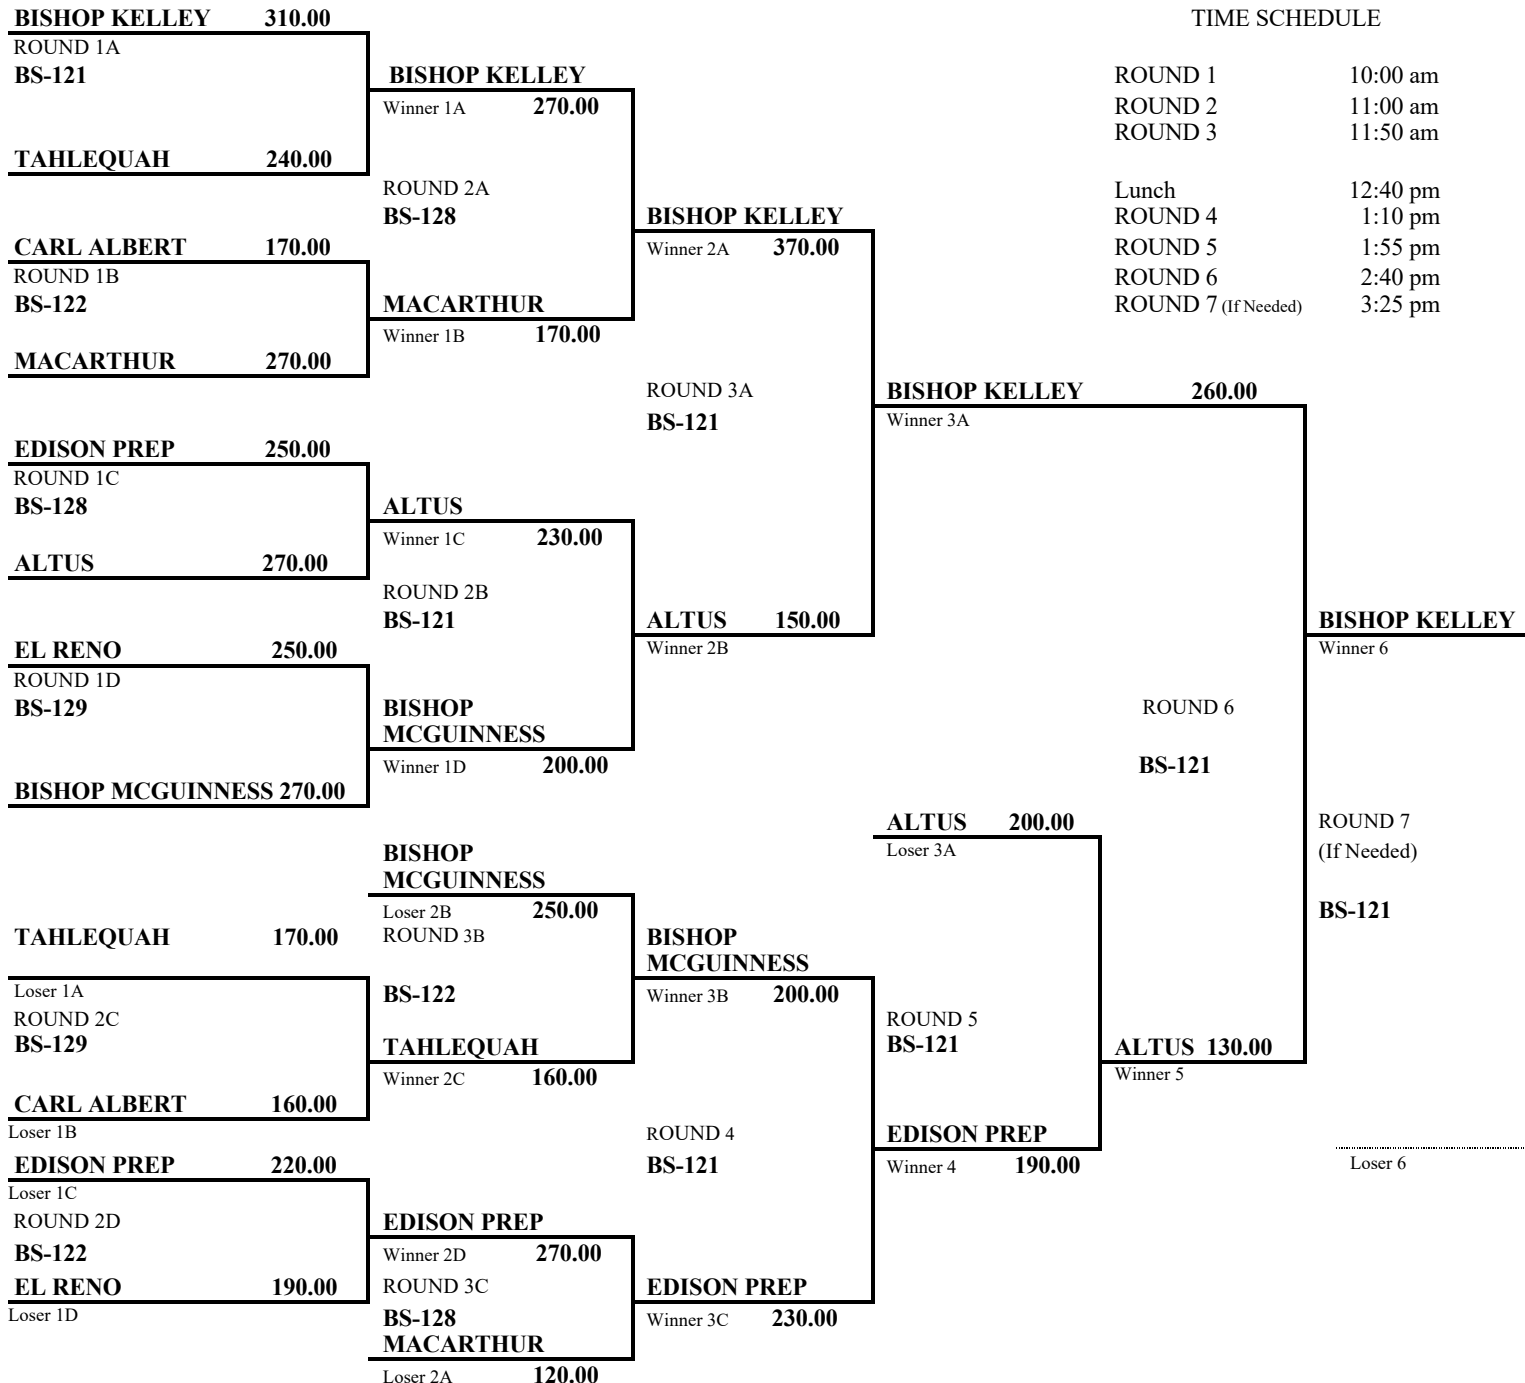 BISHOP KELLEY 310.00
TIME SCHEDULE
ROUND 1A
BS-121
BISHOP KELLEY
ROUND 1 10:00 am
Winner 1A 270.00
ROUND 2 11:00 am
ROUND 3 11:50 am
TAHLEQUAH 240.00
ROUND 2A
Lunch 12:40 pm
BS-128
BISHOP KELLEY
ROUND 4 1:10 pm
CARL ALBERT 170.00
Winner 2A 370.00
ROUND 5 1:55 pm
ROUND 1B
ROUND 6 2:40 pm
BS-122
MACARTHUR
ROUND 7 (If Needed) 3:25 pm
Winner 1B 170.00
MACARTHUR 270.00
ROUND 3A
BISHOP KELLEY 260.00
BS-121
Winner 3A
EDISON PREP 250.00
ROUND 1C
BS-128
ALTUS
Winner 1C 230.00
ALTUS 270.00
ROUND 2B
BS-121
ALTUS 150.00
BISHOP KELLEY
EL RENO 250.00
Winner 2B
Winner 6
ROUND 1D
BS-129
BISHOP
MCGUINNESS
ROUND 6
Winner 1D 200.00
BS-121
BISHOP MCGUINNESS 270.00
ALTUS 200.00
ROUND 7
BISHOP
MCGUINNESS
Loser 3A
(If Needed)
Loser 2B 250.00
BS-121
TAHLEQUAH 170.00
ROUND 3B
BISHOP
MCGUINNESS
Loser 1A
BS-122
Winner 3B 200.00
ROUND 2C
ROUND 5
BS-129
TAHLEQUAH
BS-121
ALTUS 130.00
Winner 2C 160.00
Winner 5
CARL ALBERT 160.00
Loser 1B
ROUND 4
EDISON PREP
EDISON PREP 220.00
BS-121
Winner 4 190.00
Loser 6
Loser 1C
ROUND 2D
EDISON PREP
BS-122
Winner 2D 270.00
EL RENO 190.00
ROUND 3C
EDISON PREP
Loser 1D
BS-128
Winner 3C 230.00
MACARTHUR
Loser 2A 120.00